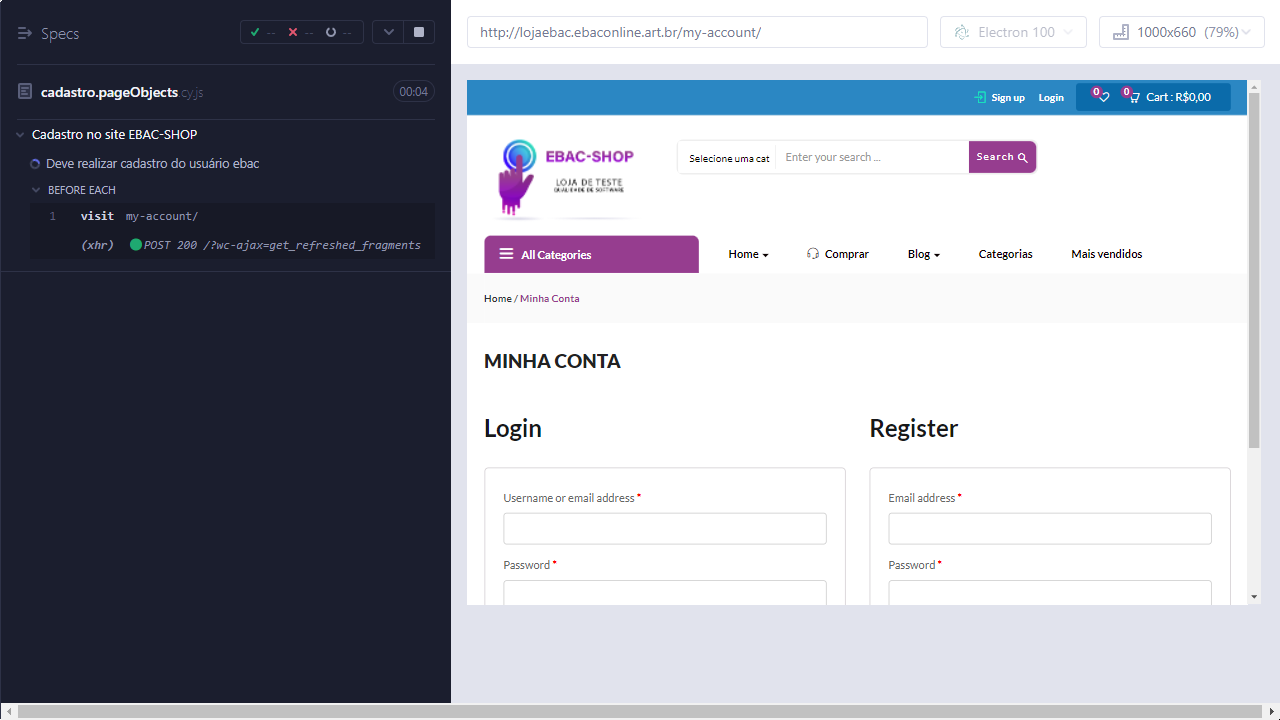 Specs
-- -- --
cadastro.pageObjects.cy.js
00:04
Cadastro no site EBAC-SHOP
Deve realizar cadastro do usuário ebac
BEFORE EACH
1 visit my-account/
(xhr) POST 200 /?wc-ajax=get_refreshed_fragments
http://lojaebac.ebaconline.art.br/my-account/
Electron 100
1000x660 (79%)
Sign up
Login
0
0
Cart : R$0,00
EBAC-SHOP
LOJA DE TESTE
QUALIDADE DE SOFTWARE
Selecione uma cat
Enter your search ...
Search
All Categories
Home
Comprar
Blog
Categorias
Mais vendidos
Home / Minha Conta
MINHA CONTA
Login
Username or email address *
Password *
Register
Email address *
Password *